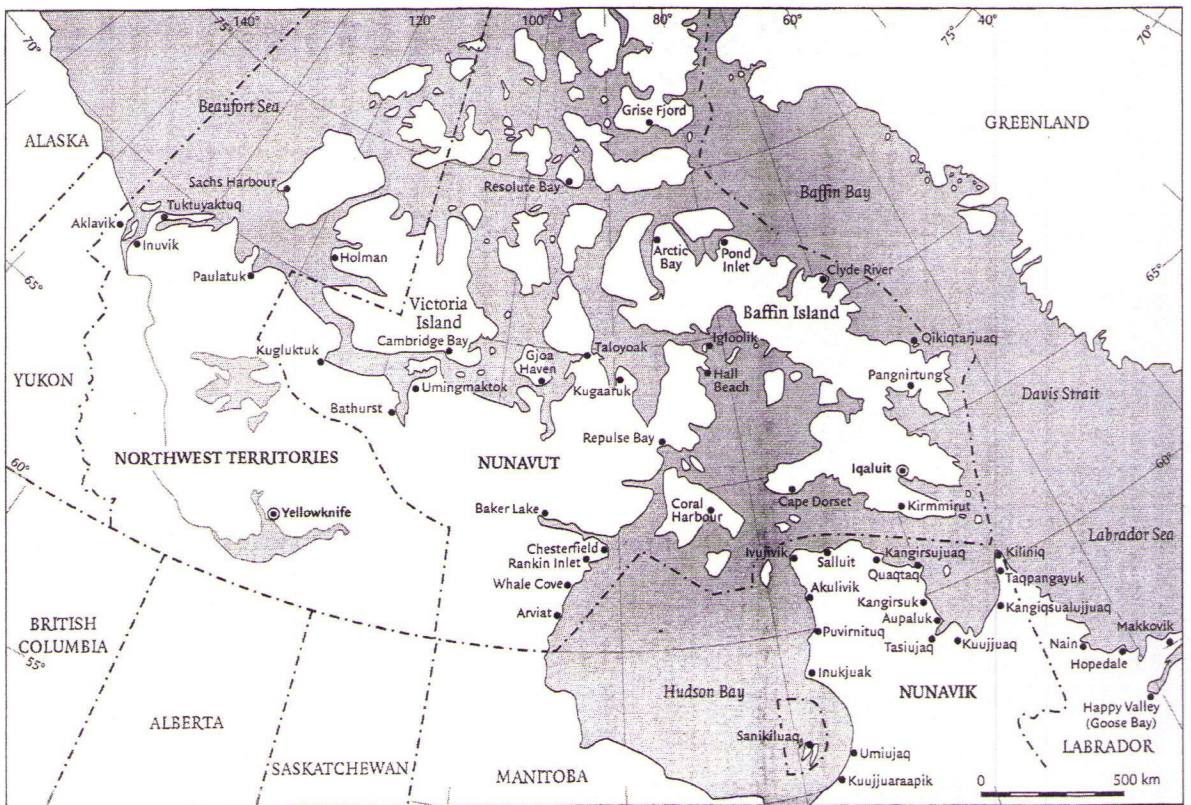 140°
120°
100°
80°
60°
40°
75°
75°
70°
70°
Beaufort Sea
Grise Fjord
GREENLAND
ALASKA
Sachs Harbour
Resolute Bay
Baffin Bay
Tuktuyaktuq
Aklavik
Inuvik
Holman
Arctic
Bay
Pond
Inlet
Paulatuk
Clyde River
65°
65°
Victoria
Island
Baffin Island
Cambridge Bay
Kugluktuk
Gjoa
Haven
Taloyoak
Igloolik
Qikiqtarjuaq
YUKON
Umingmaktok
Kugaaruk
Hall
Beach
Pangnirtung
Bathurst
Davis Strait
Repulse Bay
NORTHWEST TERRITORIES
NUNAVUT
Iqaluit
60°
60°
Yellowknife
Baker Lake
Coral
Harbour
Cape Dorset
Kirmmirut
Labrador Sea
Chesterfield
Rankin Inlet
Ivujivik
Salluit
Kangirsujuaq
Quaqtaq
Kiliniq
Taqpangayuk
Whale Cove
Akulivik
Kangirsuk
Kangiqsualujjuaq
Arviat
Aupaluk
BRITISH
COLUMBIA
Puvirnituq
Tasiujaq
Kuujjuaq
Nain
Makkovik
Hopedale
55°
Inukjuak
Hudson Bay
NUNAVIK
ALBERTA
Happy Valley
(Goose Bay)
Sanikiluaq
Umiujaq
LABRADOR
SASKATCHEWAN
MANITOBA
Kuujjuaraapik
0 500 km